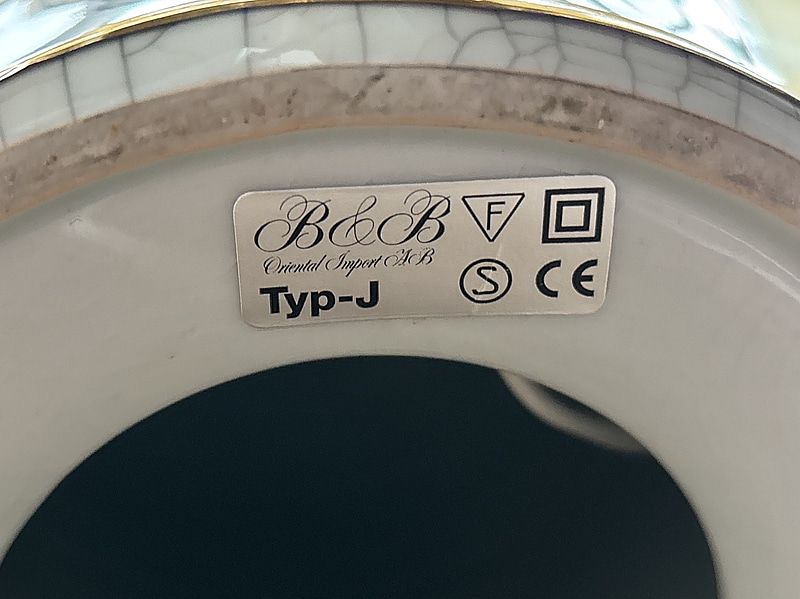 B&B
Oriental Import AB
Typ-J
F
S
CE